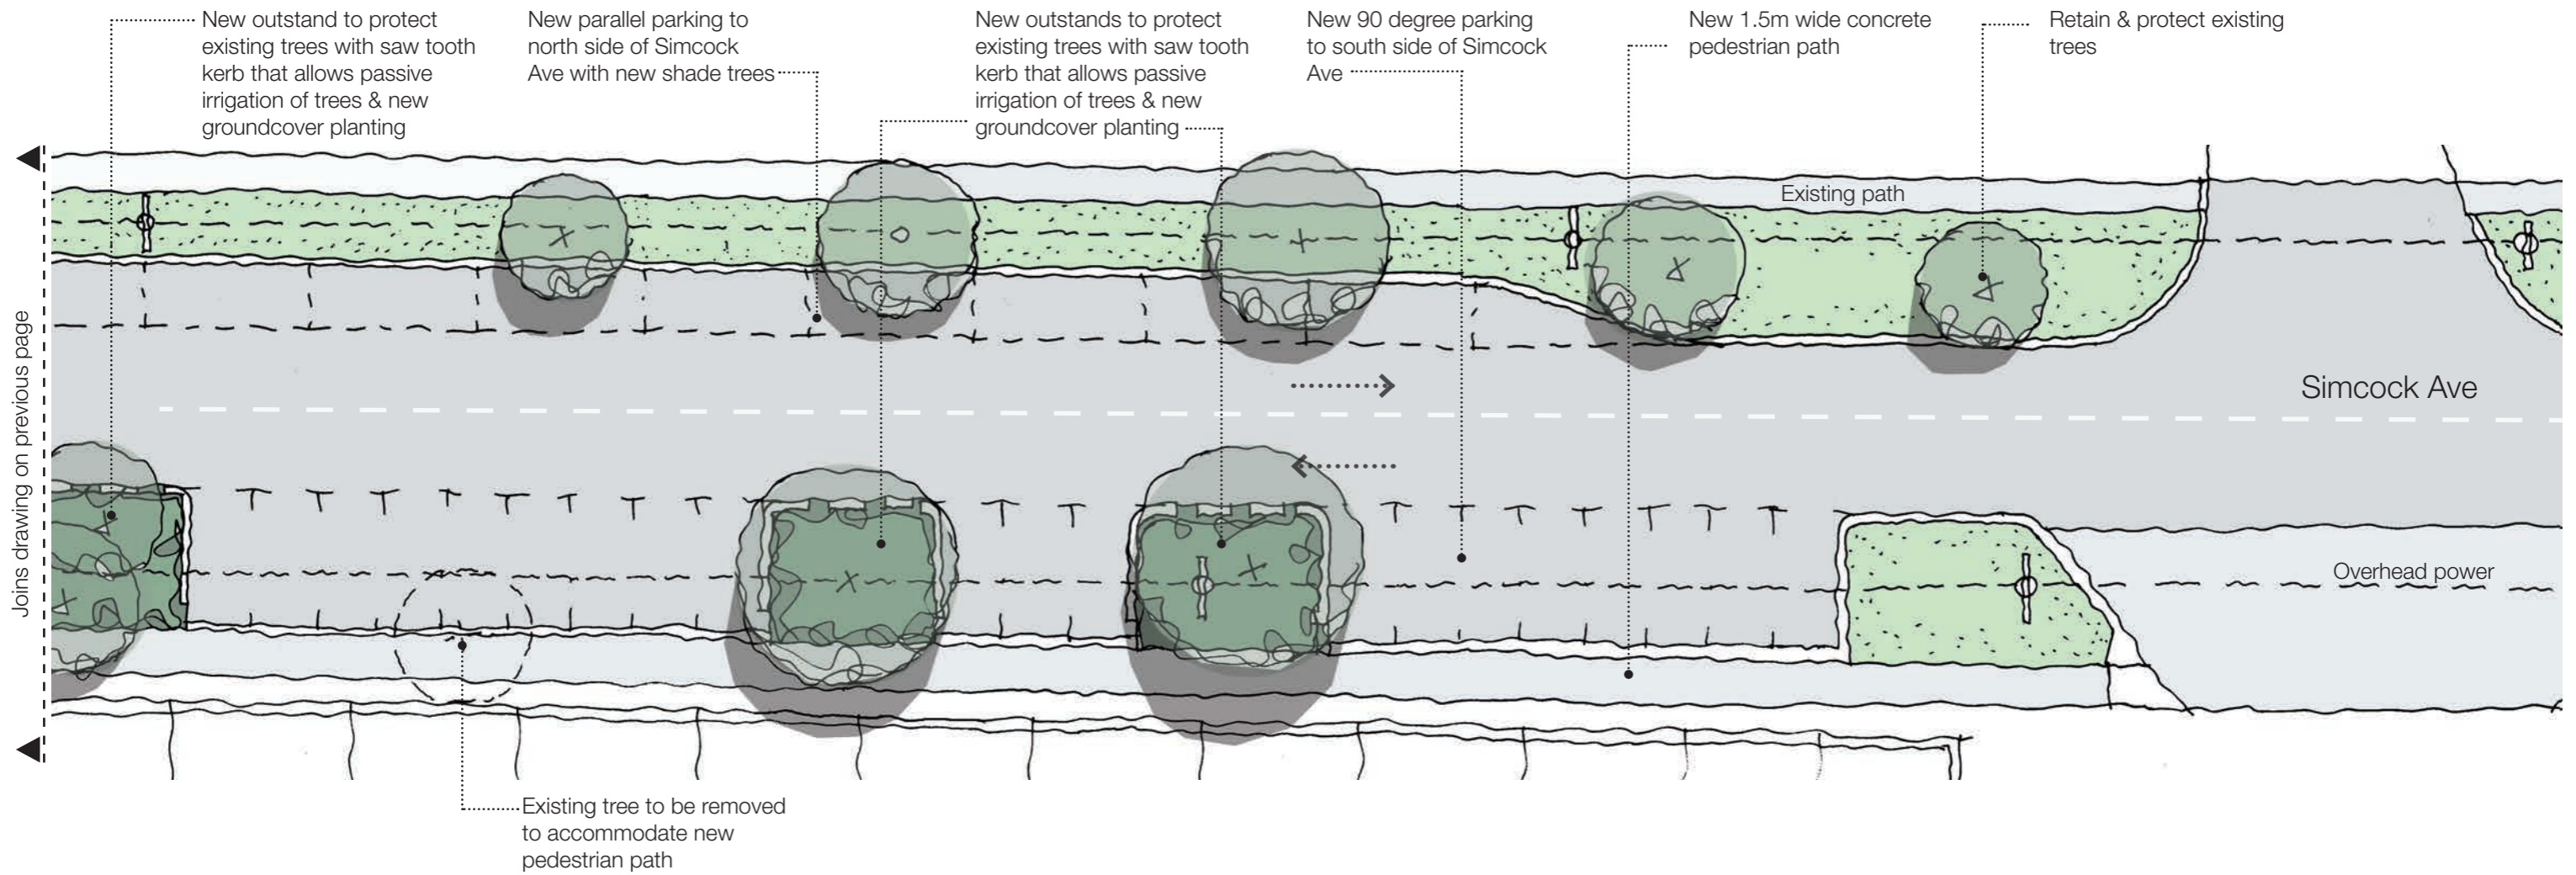 New outstand to protect
existing trees with saw tooth
kerb that allows passive
irrigation of trees & new
groundcover planting
New parallel parking to
north side of Simcock
Ave with new shade trees
New outstands to protect
existing trees with saw tooth
kerb that allows passive
irrigation of trees & new
groundcover planting
New 90 degree parking
to south side of Simcock
Ave
New 1.5m wide concrete
pedestrian path
Retain & protect existing
trees
Existing path
Simcock Ave
Overhead power
Joins drawing on previous page
Existing tree to be removed
to accommodate new
pedestrian path